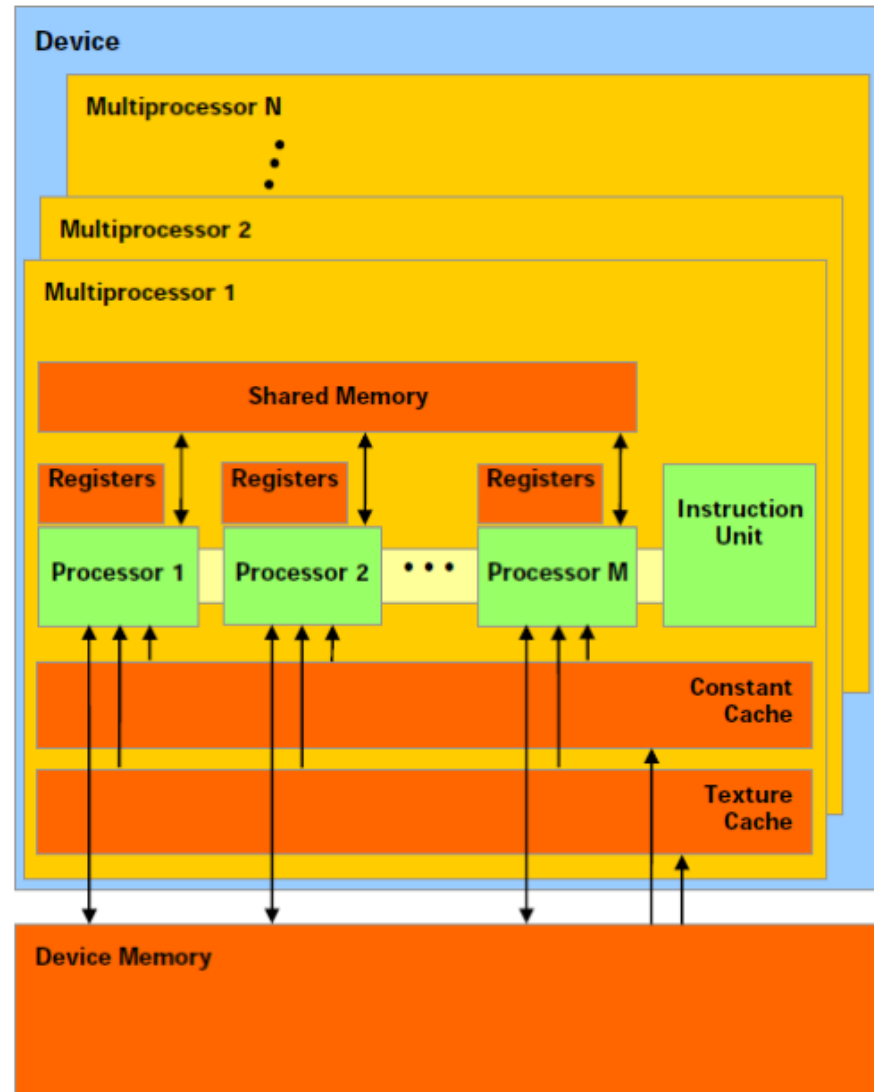 Device
Multiprocessor N
Multiprocessor 2
Multiprocessor 1
Shared Memory
Registers
Registers
Registers
Instruction
Unit
Processor 1
Processor 2
Processor M
Constant
Cache
Texture
Cache
Device Memory